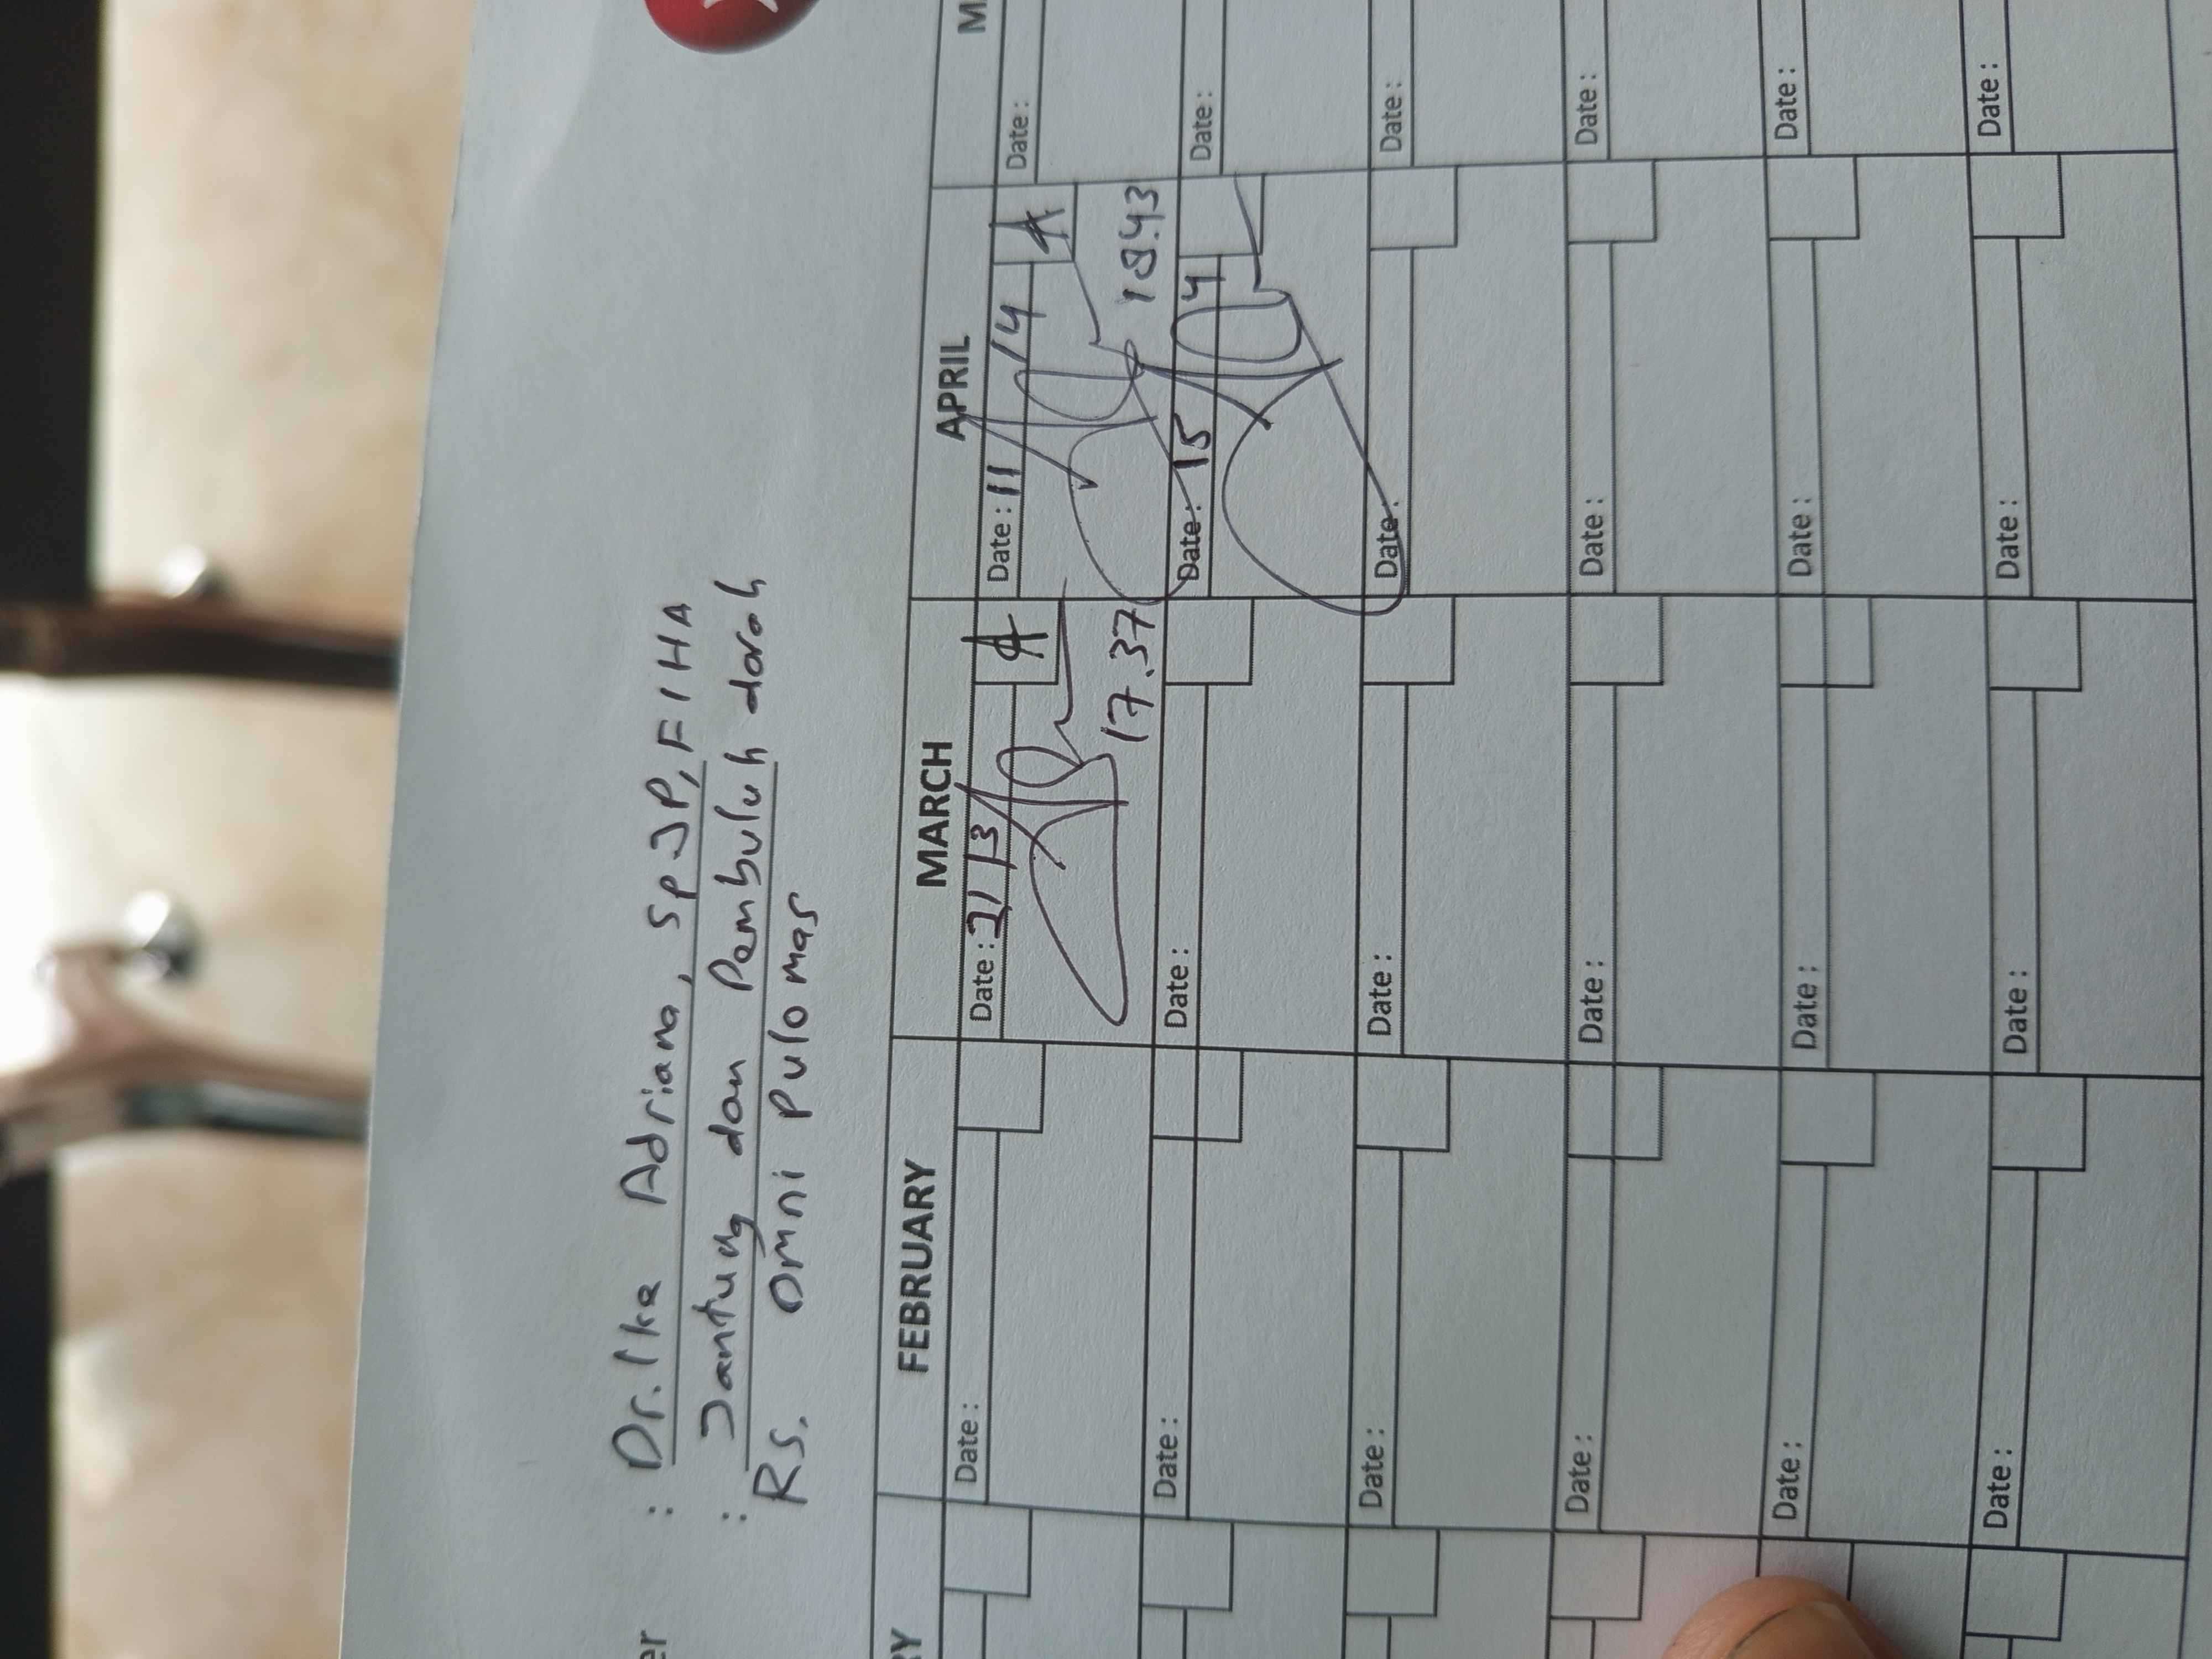 er : Dr. Ika Adriana, SpJP, FIHA
: Jantung dan Pembuluh darah
Rs. Omni Pulomas
RY FEBRUARY MARCH APRIL M
Date : Date : 21/3 A Date : 11/4 A Date :
17.37 18.43
Date : Date : Date : 15/4 Date :
Date : Date : Date : Date :
Date : Date : Date : Date :
Date : Date : Date : Date :
Date : Date : Date : Date :